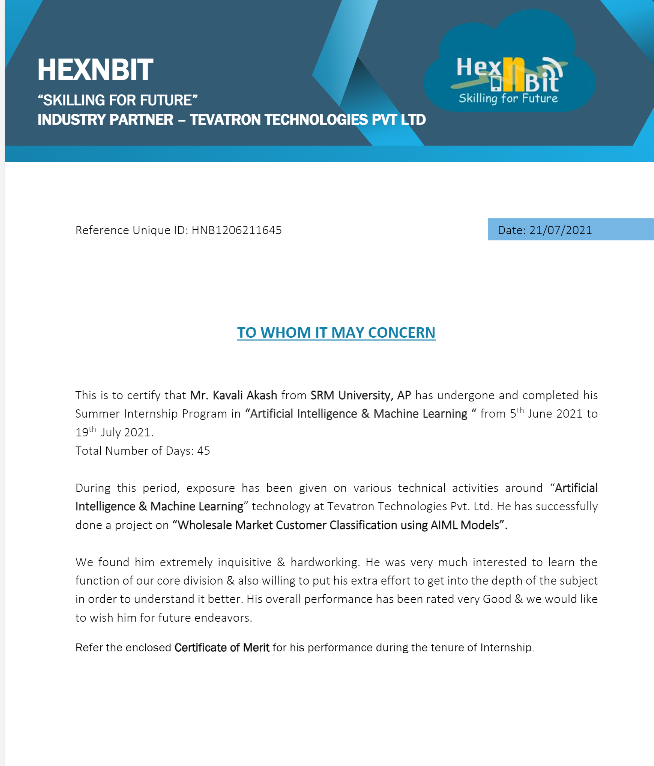 HEXNBIT
“SKILLING FOR FUTURE”
INDUSTRY PARTNER – TEVATRON TECHNOLOGIES PVT LTD
Hex n Bit
Skilling for Future
Reference Unique ID: HNB1206211645
Date: 21/07/2021
TO WHOM IT MAY CONCERN
This is to certify that Mr. Kavali Akash from SRM University, AP has undergone and completed his
Summer Internship Program in “Artificial Intelligence & Machine Learning “ from 5th June 2021 to
19th July 2021.
Total Number of Days: 45
During this period, exposure has been given on various technical activities around “Artificial
Intelligence & Machine Learning” technology at Tevatron Technologies Pvt. Ltd. He has successfully
done a project on “Wholesale Market Customer Classification using AIML Models”.
We found him extremely inquisitive & hardworking. He was very much interested to learn the
function of our core division & also willing to put his extra effort to get into the depth of the subject
in order to understand it better. His overall performance has been rated very Good & we would like
to wish him for future endeavors.
Refer the enclosed Certificate of Merit for his performance during the tenure of Internship.